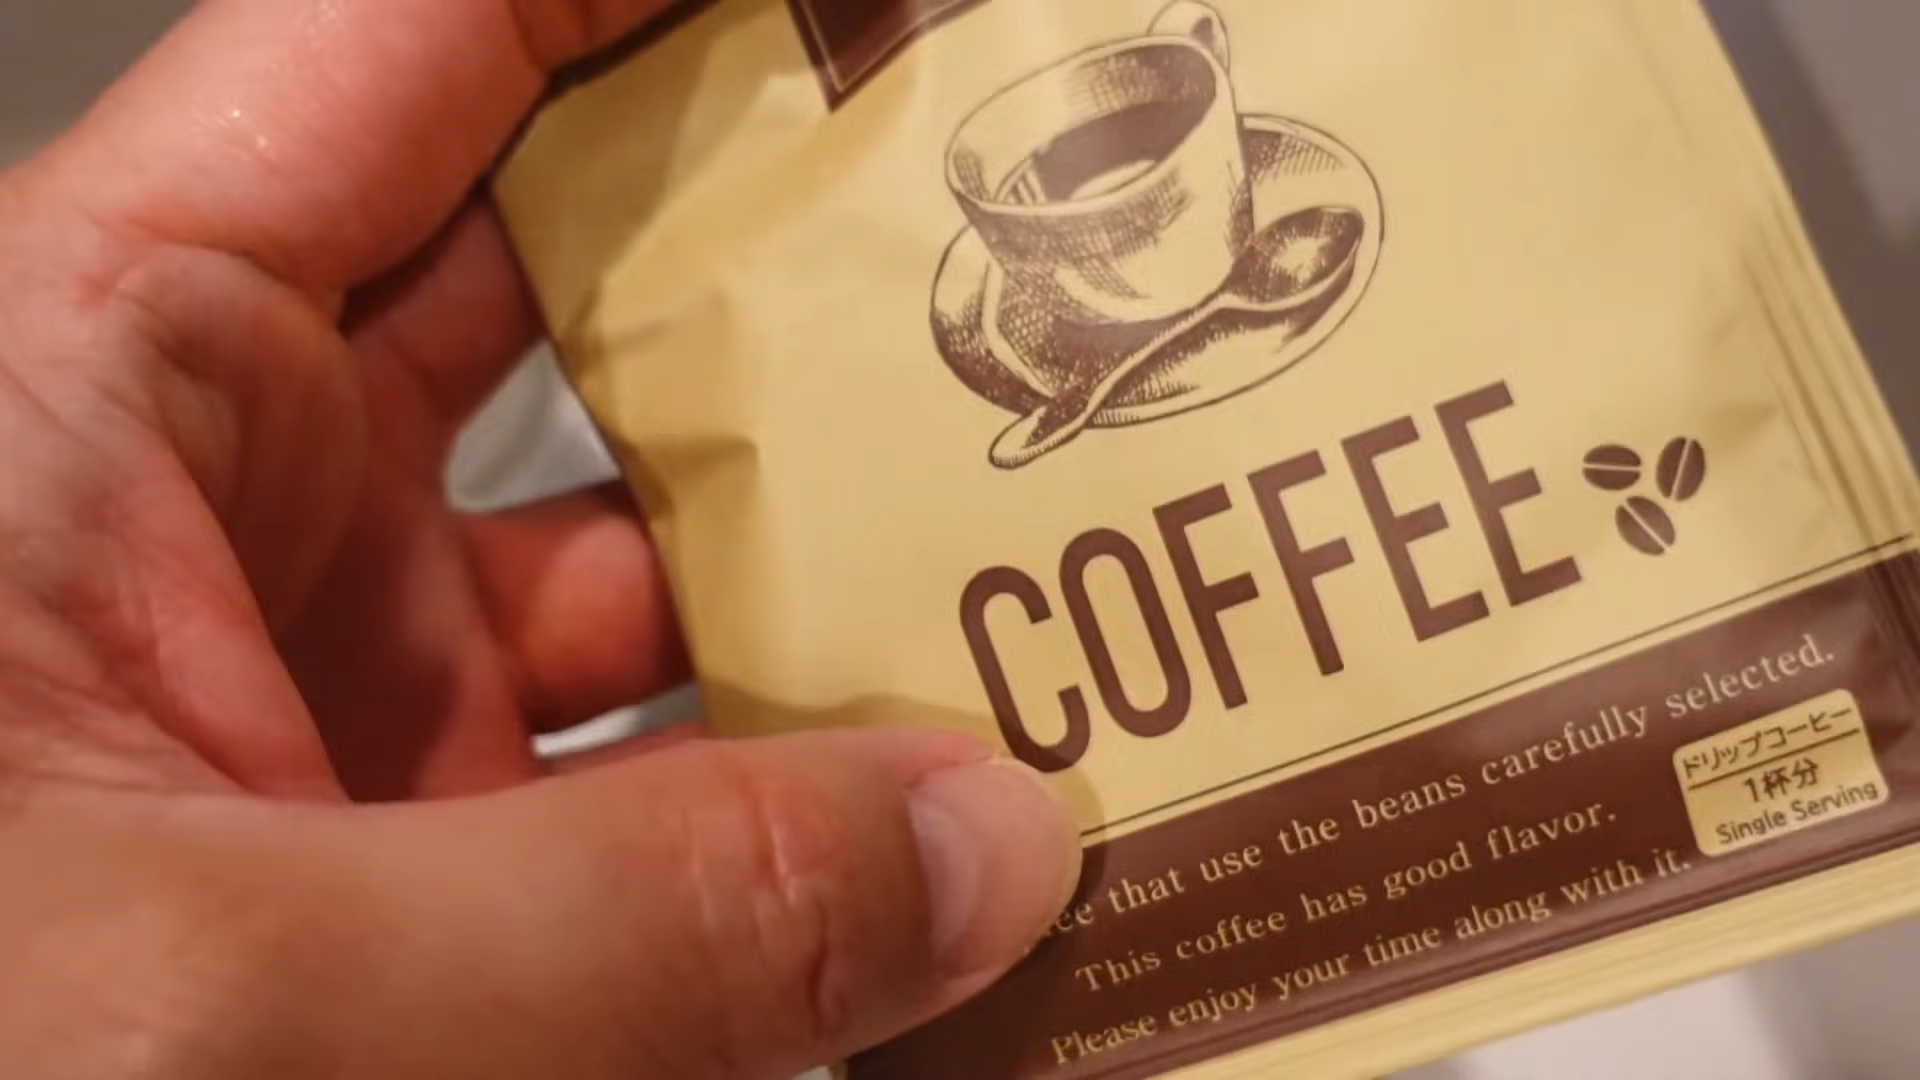 COFFEE
that use the beans carefully selected.
This coffee has good flavor.
Please enjoy your time along with it.
ドリップコーヒー
1杯分
Single Serving